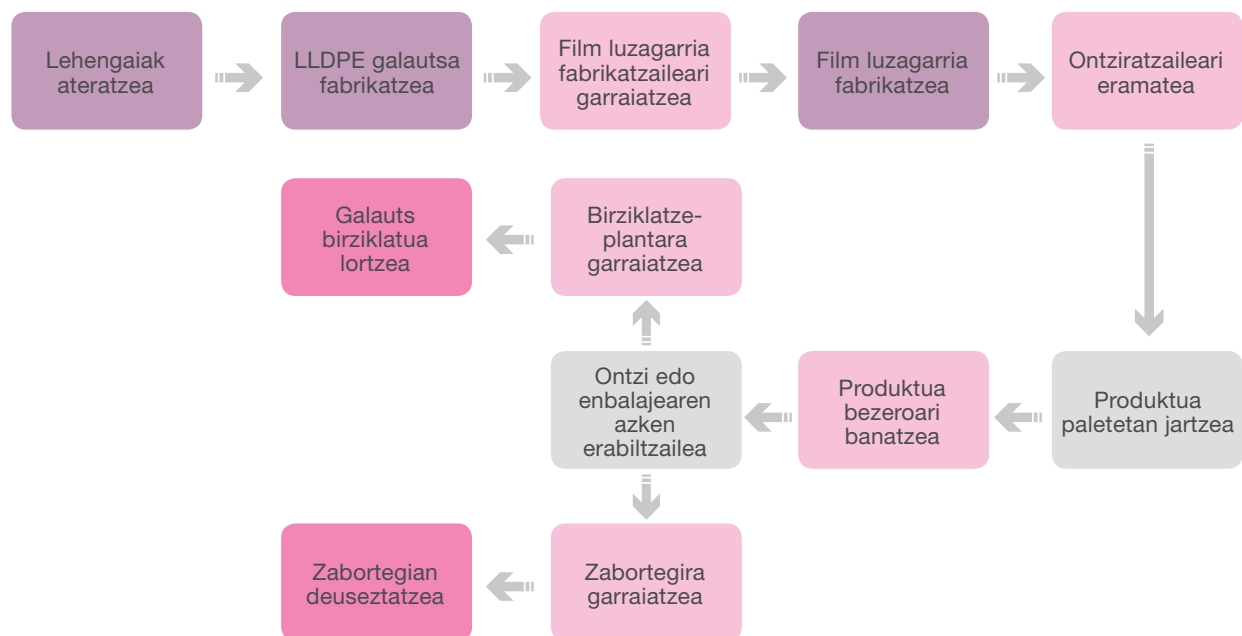 Lehengaiak
ateratzea
LLDPE galautsa
fabrikatzea
Film luzagarria
fabrikatzaileari
garraiatzea
Film luzagarria
fabrikatzea
Ontziratzaileari
eramatea
Galauts
birziklatua
lortzea
Birziklatze-
plantara
garraiatzea
Ontzi edo
enbalajearen
azken
erabiltzailea
Produktua
bezeroari
banatzea
Produktua
paletetan jartzea
Zabortegian
deuseztatzea
Zabortegira
garraiatzea